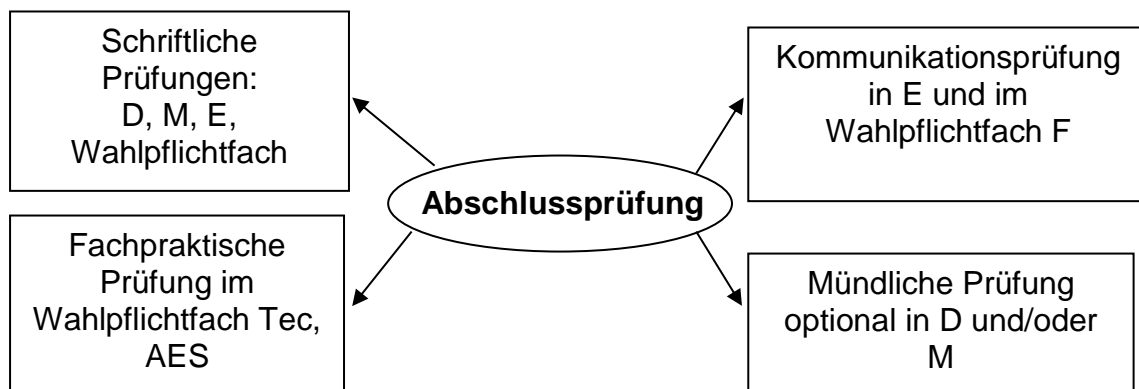 Schriftliche
Prüfungen:
D, M, E,
Wahlpflichtfach
Kommunikationsprüfung
in E und im
Wahlpflichtfach F
Abschlussprüfung
Fachpraktische
Prüfung im
Wahlpflichtfach Tec,
AES
Mündliche Prüfung
optional in D und/oder
M